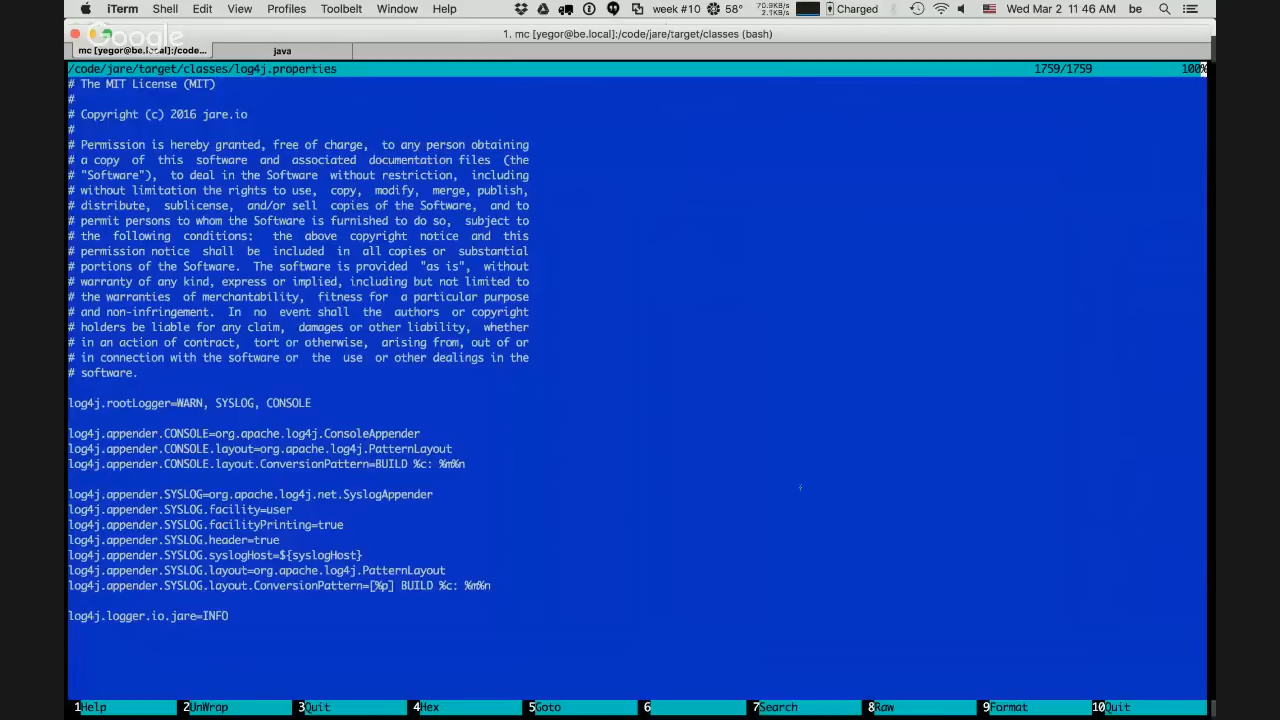 iTerm Shell Edit View Profiles Toolbelt Window Help week #10 58° 70.9KB/s 2.1KB/s Charged Wed Mar 2 11:46 AM be
Google
1. mc [yegor@be.local]:/code/jare/target/classes (bash)
mc [yegor@be.local]:/code... java
/code/jare/target/classes/log4j.properties 1759/1759 100%
# The MIT License (MIT)
#
# Copyright (c) 2016 jare.io
#
# Permission is hereby granted, free of charge, to any person obtaining
# a copy of this software and associated documentation files (the
# "Software"), to deal in the Software without restriction, including
# without limitation the rights to use, copy, modify, merge, publish,
# distribute, sublicense, and/or sell copies of the Software, and to
# permit persons to whom the Software is furnished to do so, subject to
# the following conditions: the above copyright notice and this
# permission notice shall be included in all copies or substantial
# portions of the Software. The software is provided "as is", without
# warranty of any kind, express or implied, including but not limited to
# the warranties of merchantability, fitness for a particular purpose
# and non-infringement. In no event shall the authors or copyright
# holders be liable for any claim, damages or other liability, whether
# in an action of contract, tort or otherwise, arising from, out of or
# in connection with the software or the use or other dealings in the
# software.
log4j.rootLogger=WARN, SYSLOG, CONSOLE
log4j.appender.CONSOLE=org.apache.log4j.ConsoleAppender
log4j.appender.CONSOLE.layout=org.apache.log4j.PatternLayout
log4j.appender.CONSOLE.layout.ConversionPattern=BUILD %c: %m%n
log4j.appender.SYSLOG=org.apache.log4j.net.SyslogAppender
log4j.appender.SYSLOG.facility=user
log4j.appender.SYSLOG.facilityPrinting=true
log4j.appender.SYSLOG.header=true
log4j.appender.SYSLOG.syslogHost=${syslogHost}
log4j.appender.SYSLOG.layout=org.apache.log4j.PatternLayout
log4j.appender.SYSLOG.layout.ConversionPattern=[%p] BUILD %c: %m%n
log4j.logger.io.jare=INFO
1Help 2UnWrap 3Quit 4Hex 5Goto 6 7Search 8Raw 9Format 10Quit